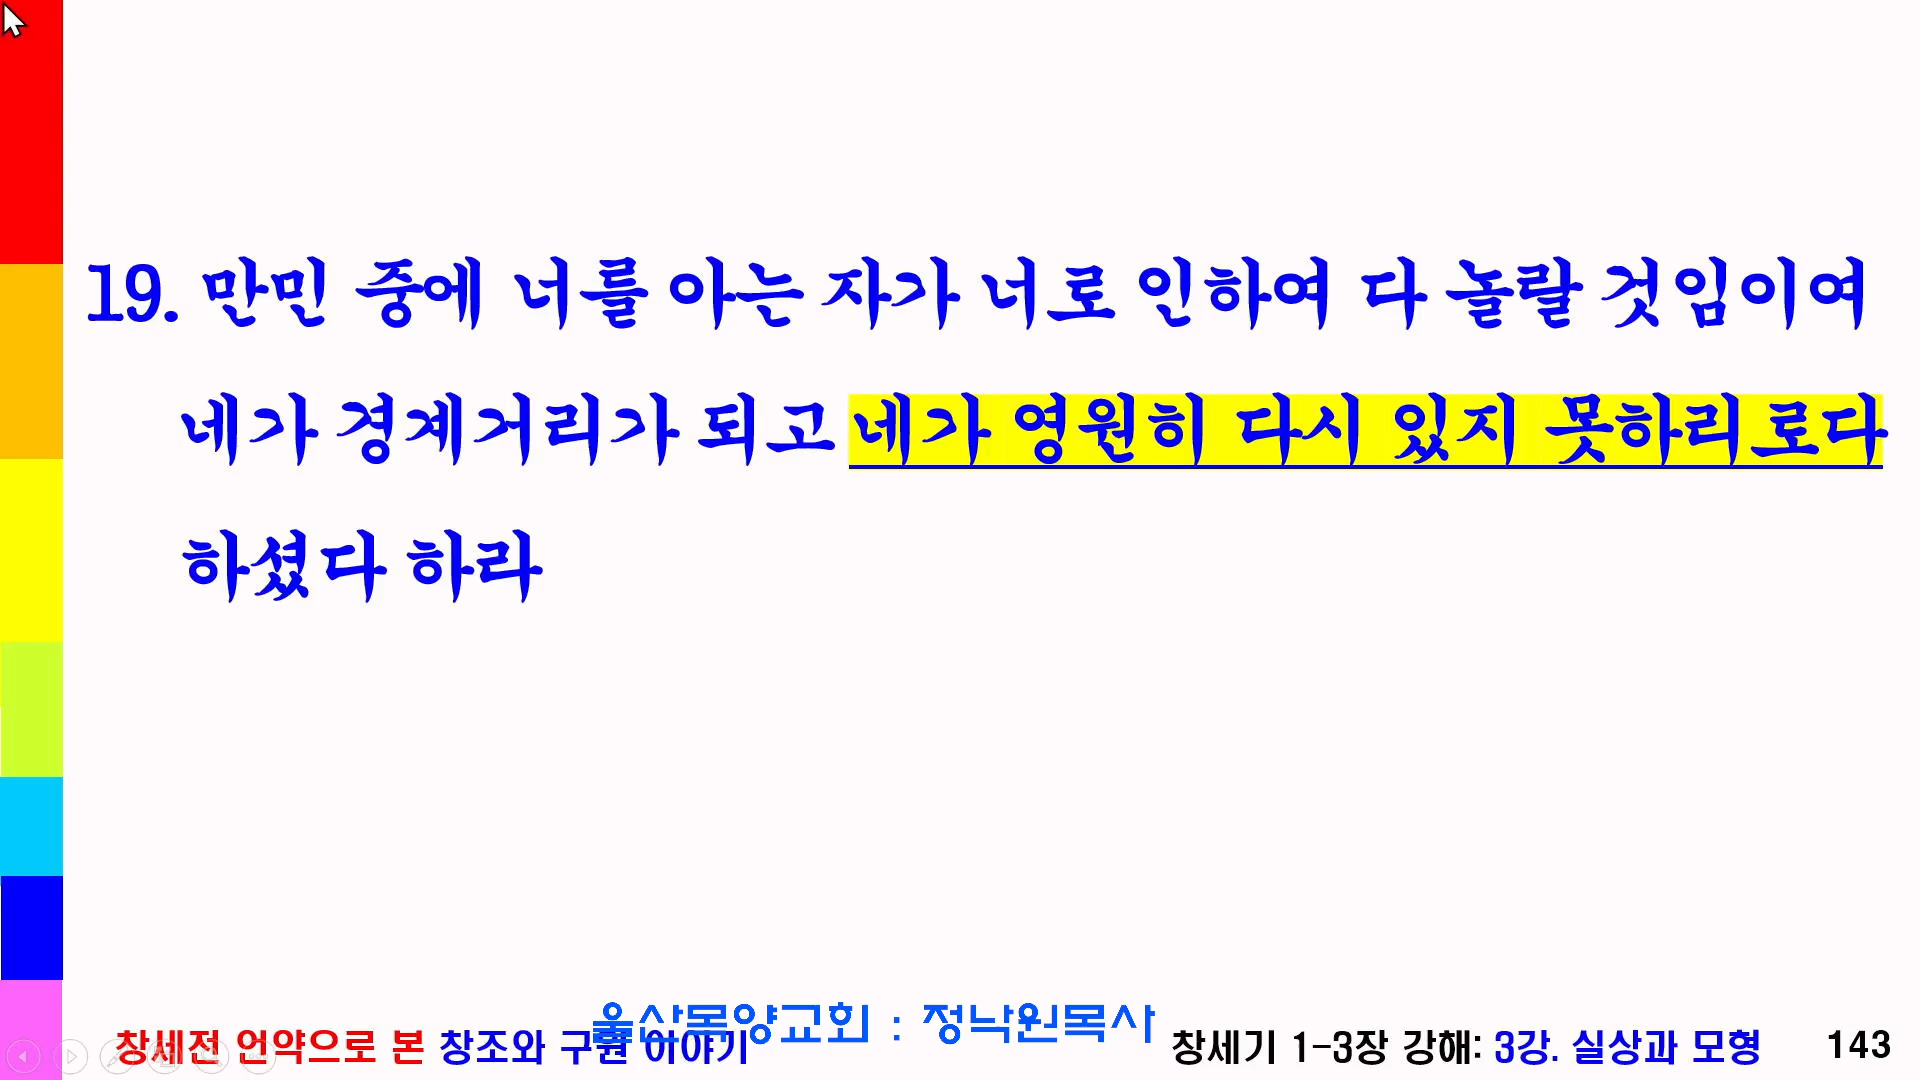 19. 만민 중에 너를 아는 자가 너로 인하여 다 놀랄 것임이여
네가 경계거리가 되고 네가 영원히 다시 있지 못하리로다
하셨다 하라
울산목양교회 : 정낙원목사
창세전 언약으로 본 창조와 구원 이야기
창세기 1-3장 강해: 3강. 실상과 모형
143